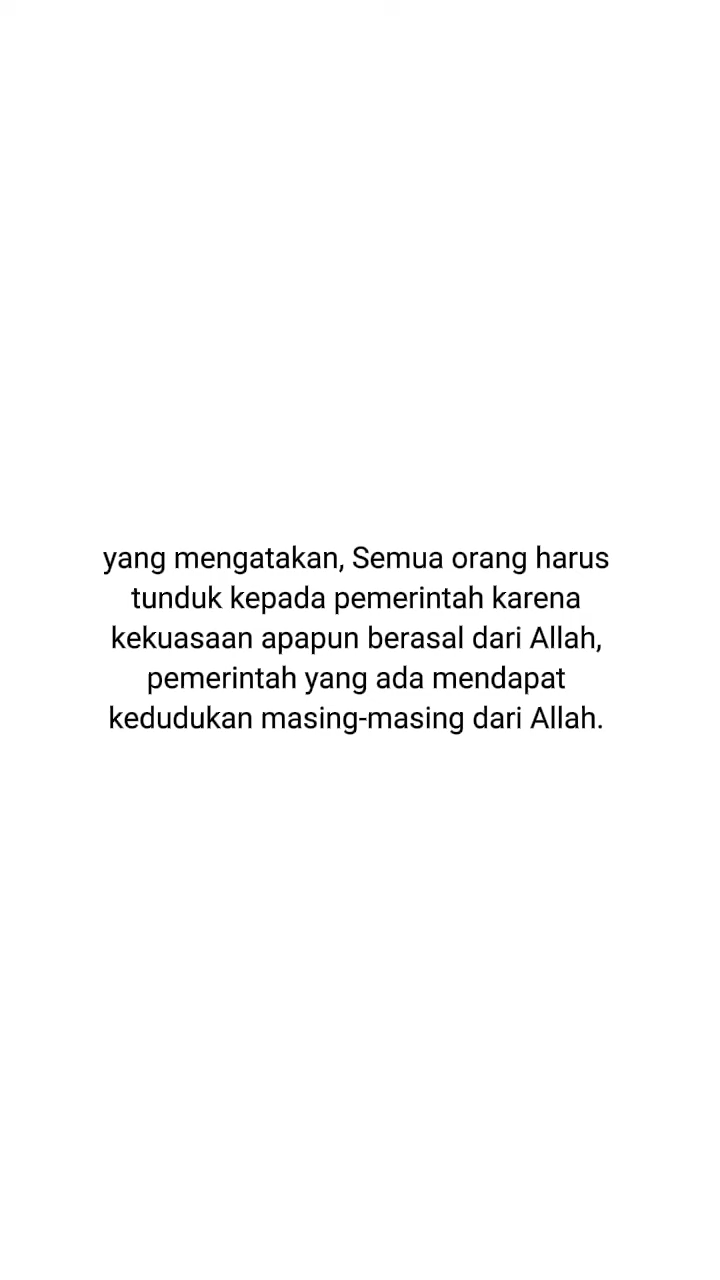 yang mengatakan, Semua orang harus
tunduk kepada pemerintah karena
kekuasaan apapun berasal dari Allah,
pemerintah yang ada mendapat
kedudukan masing-masing dari Allah.